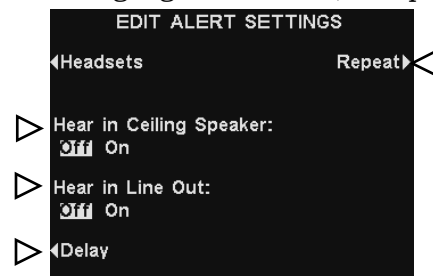 EDIT ALERT SETTINGS
Headsets Repeat
Hear in Ceiling Speaker:
Off On
Hear in Line Out:
Off On
Delay